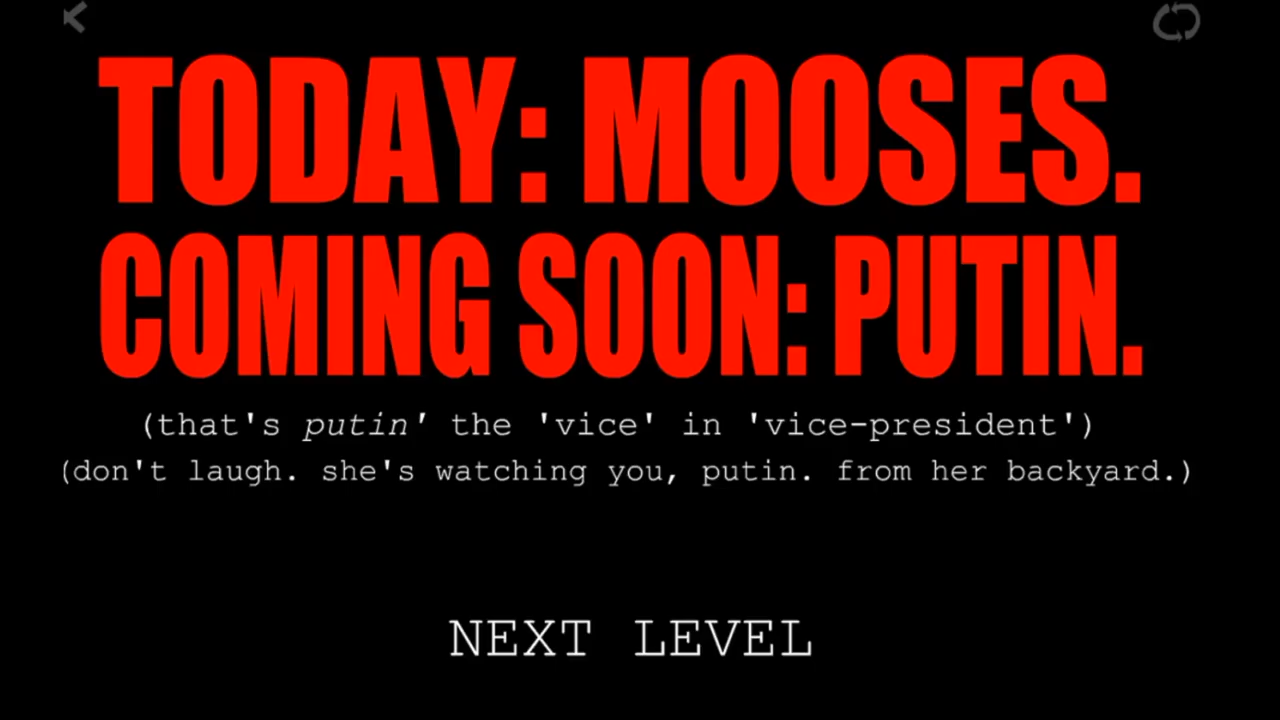 TODAY: MOOSES.
COMING SOON: PUTIN.
(that's putin' the 'vice' in 'vice-president')
(don't laugh. she's watching you, putin. from her backyard.)
NEXT LEVEL